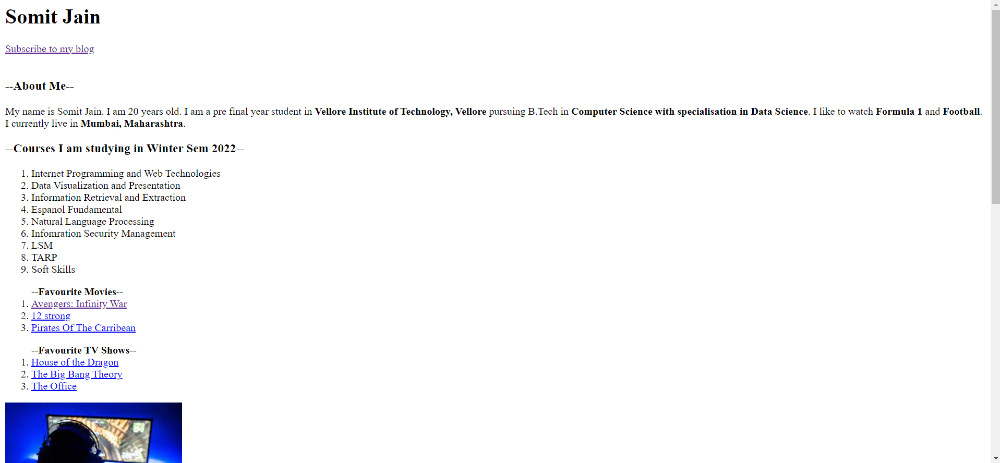 Somit Jain
Subscribe to my blog
--About Me--
My name is Somit Jain. I am 20 years old. I am a pre final year student in Vellore Institute of Technology, Vellore pursuing B.Tech in Computer Science with specialisation in Data Science. I like to watch Formula 1 and Football.
I currently live in Mumbai, Maharashtra.
--Courses I am studying in Winter Sem 2022--
1. Internet Programming and Web Technologies
2. Data Visualization and Presentation
3. Information Retrieval and Extraction
4. Espanol Fundamental
5. Natural Language Processing
6. Infomration Security Management
7. LSM
8. TARP
9. Soft Skills
--Favourite Movies--
1. Avengers: Infinity War
2. 12 strong
3. Pirates Of The Carribean
--Favourite TV Shows--
1. House of the Dragon
2. The Big Bang Theory
3. The Office